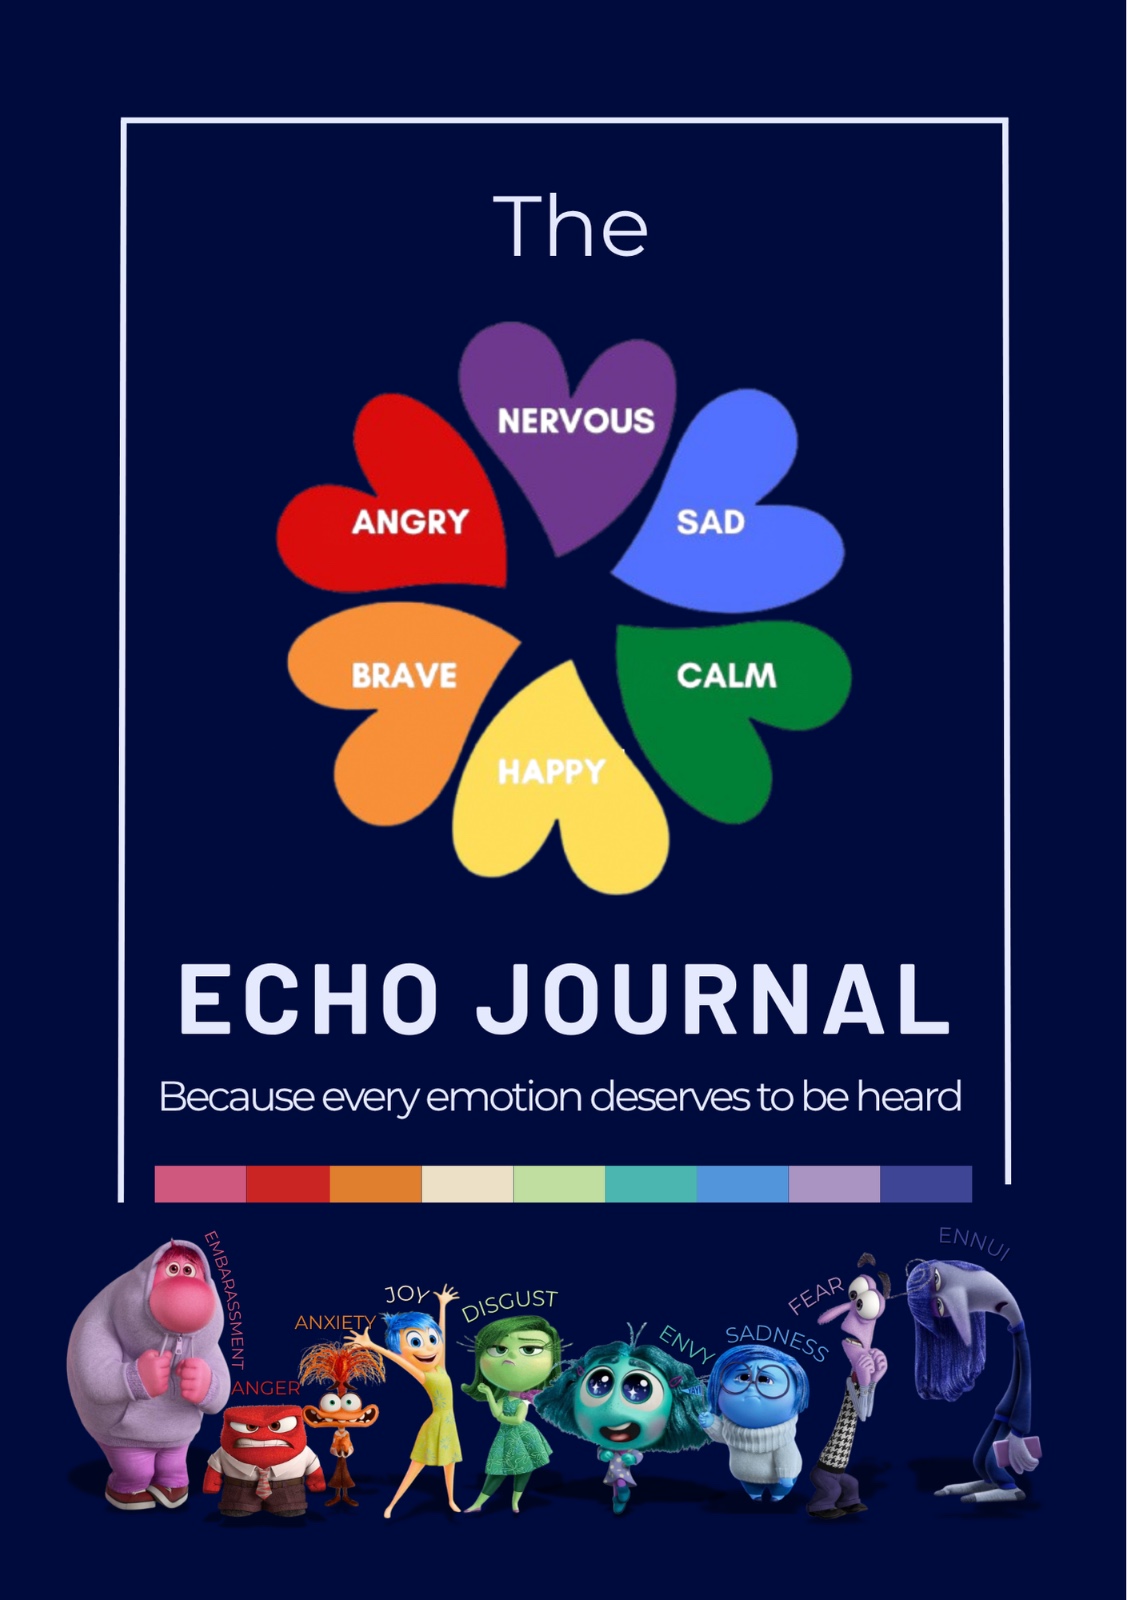 The
NERVOUS
ANGRY
SAD
BRAVE
CALM
HAPPY
ECHO JOURNAL
Because every emotion deserves to be heard
EMBARASSMENT
ANGER
ANXIETY
JOY
DISGUST
ENVY
SADNESS
FEAR
ENNUI